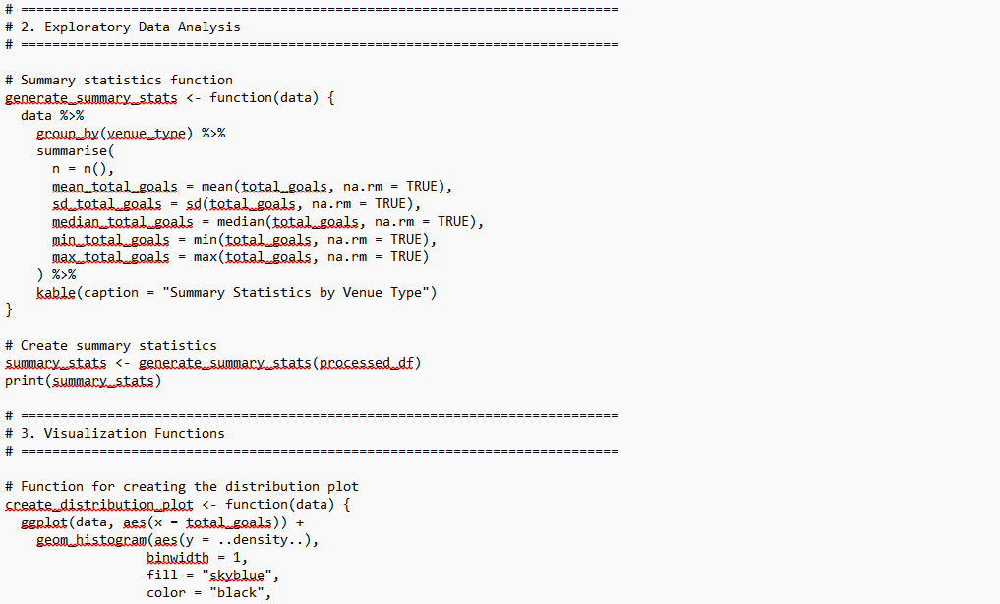 # ============================================================================
# 2. Exploratory Data Analysis
# ============================================================================
# Summary statistics function
generate_summary_stats <- function(data) {
  data %>%
    group_by(venue_type) %>%
    summarise(
      n = n(),
      mean_total_goals = mean(total_goals, na.rm = TRUE),
      sd_total_goals = sd(total_goals, na.rm = TRUE),
      median_total_goals = median(total_goals, na.rm = TRUE),
      min_total_goals = min(total_goals, na.rm = TRUE),
      max_total_goals = max(total_goals, na.rm = TRUE)
    ) %>%
    kable(caption = "Summary Statistics by Venue Type")
}
# Create summary statistics
summary_stats <- generate_summary_stats(processed_df)
print(summary_stats)
# ============================================================================
# 3. Visualization Functions
# ============================================================================
# Function for creating the distribution plot
create_distribution_plot <- function(data) {
  ggplot(data, aes(x = total_goals)) +
    geom_histogram(aes(y = ..density..),
                  binwidth = 1,
                  fill = "skyblue",
                  color = "black",